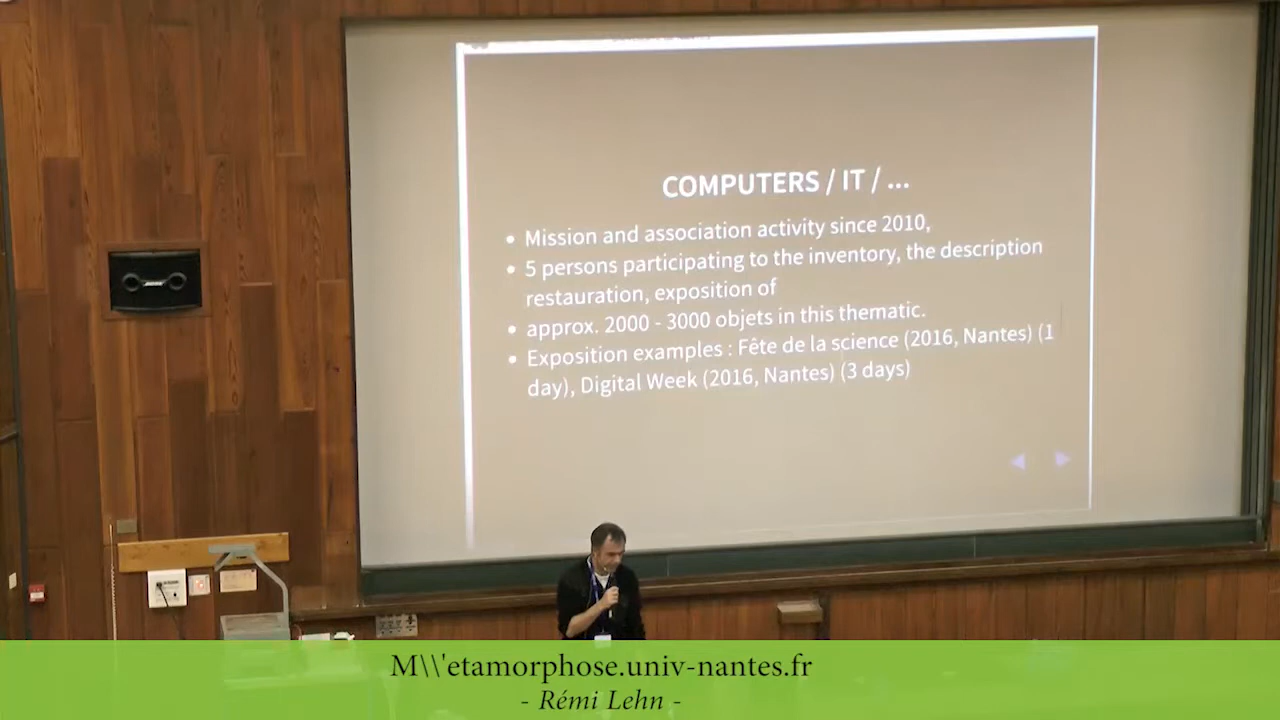 COMPUTERS / IT / ...
• Mission and association activity since 2010,
• 5 persons participating to the inventory, the description
restauration, exposition of
• approx. 2000 - 3000 objets in this thematic.
• Exposition examples : Fête de la science (2016, Nantes) (1
day), Digital Week (2016, Nantes) (3 days)
M\\'etamorphose.univ-nantes.fr
- Rémi Lehn -